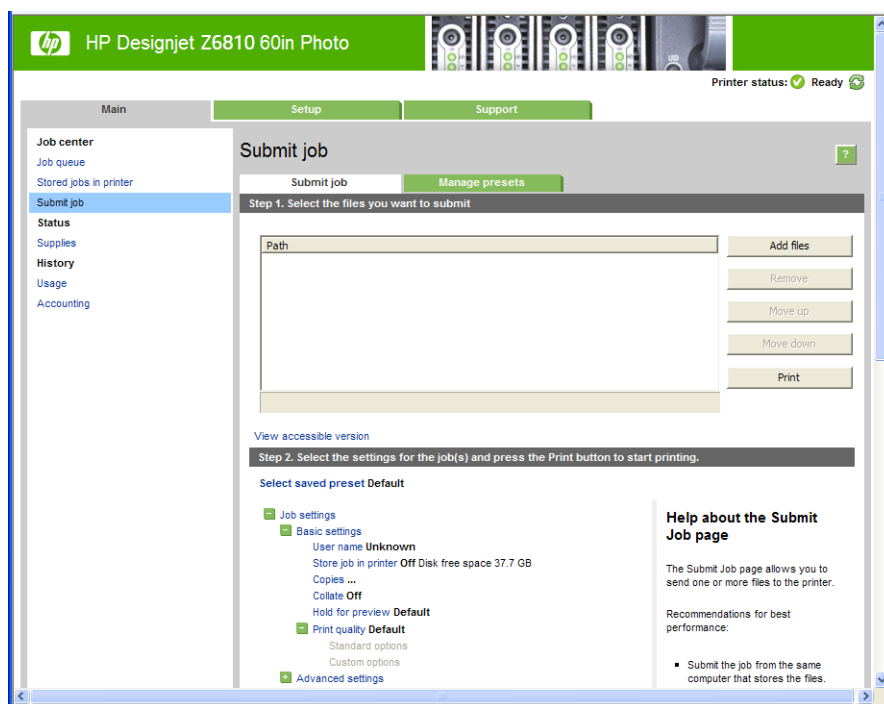 hp HP Designjet Z6810 60in Photo
UID
Printer status: Ready
Main Setup Support
Job center
Job queue
Stored jobs in printer
Submit job
Status
Supplies
History
Usage
Accounting
Submit job
?
Submit job Manage presets
Step 1. Select the files you want to submit
Path
Add files
Remove
Move up
Move down
Print
View accessible version
Step 2. Select the settings for the job(s) and press the Print button to start printing.
Select saved preset Default
Job settings
Basic settings
User name Unknown
Store job in printer Off Disk free space 37.7 GB
Copies ...
Collate Off
Hold for preview Default
Print quality Default
Standard options
Custom options
Advanced settings
Help about the Submit
Job page
The Submit Job page allows you to
send one or more files to the printer.
Recommendations for best
performance:
Submit the job from the same
computer that stores the files.